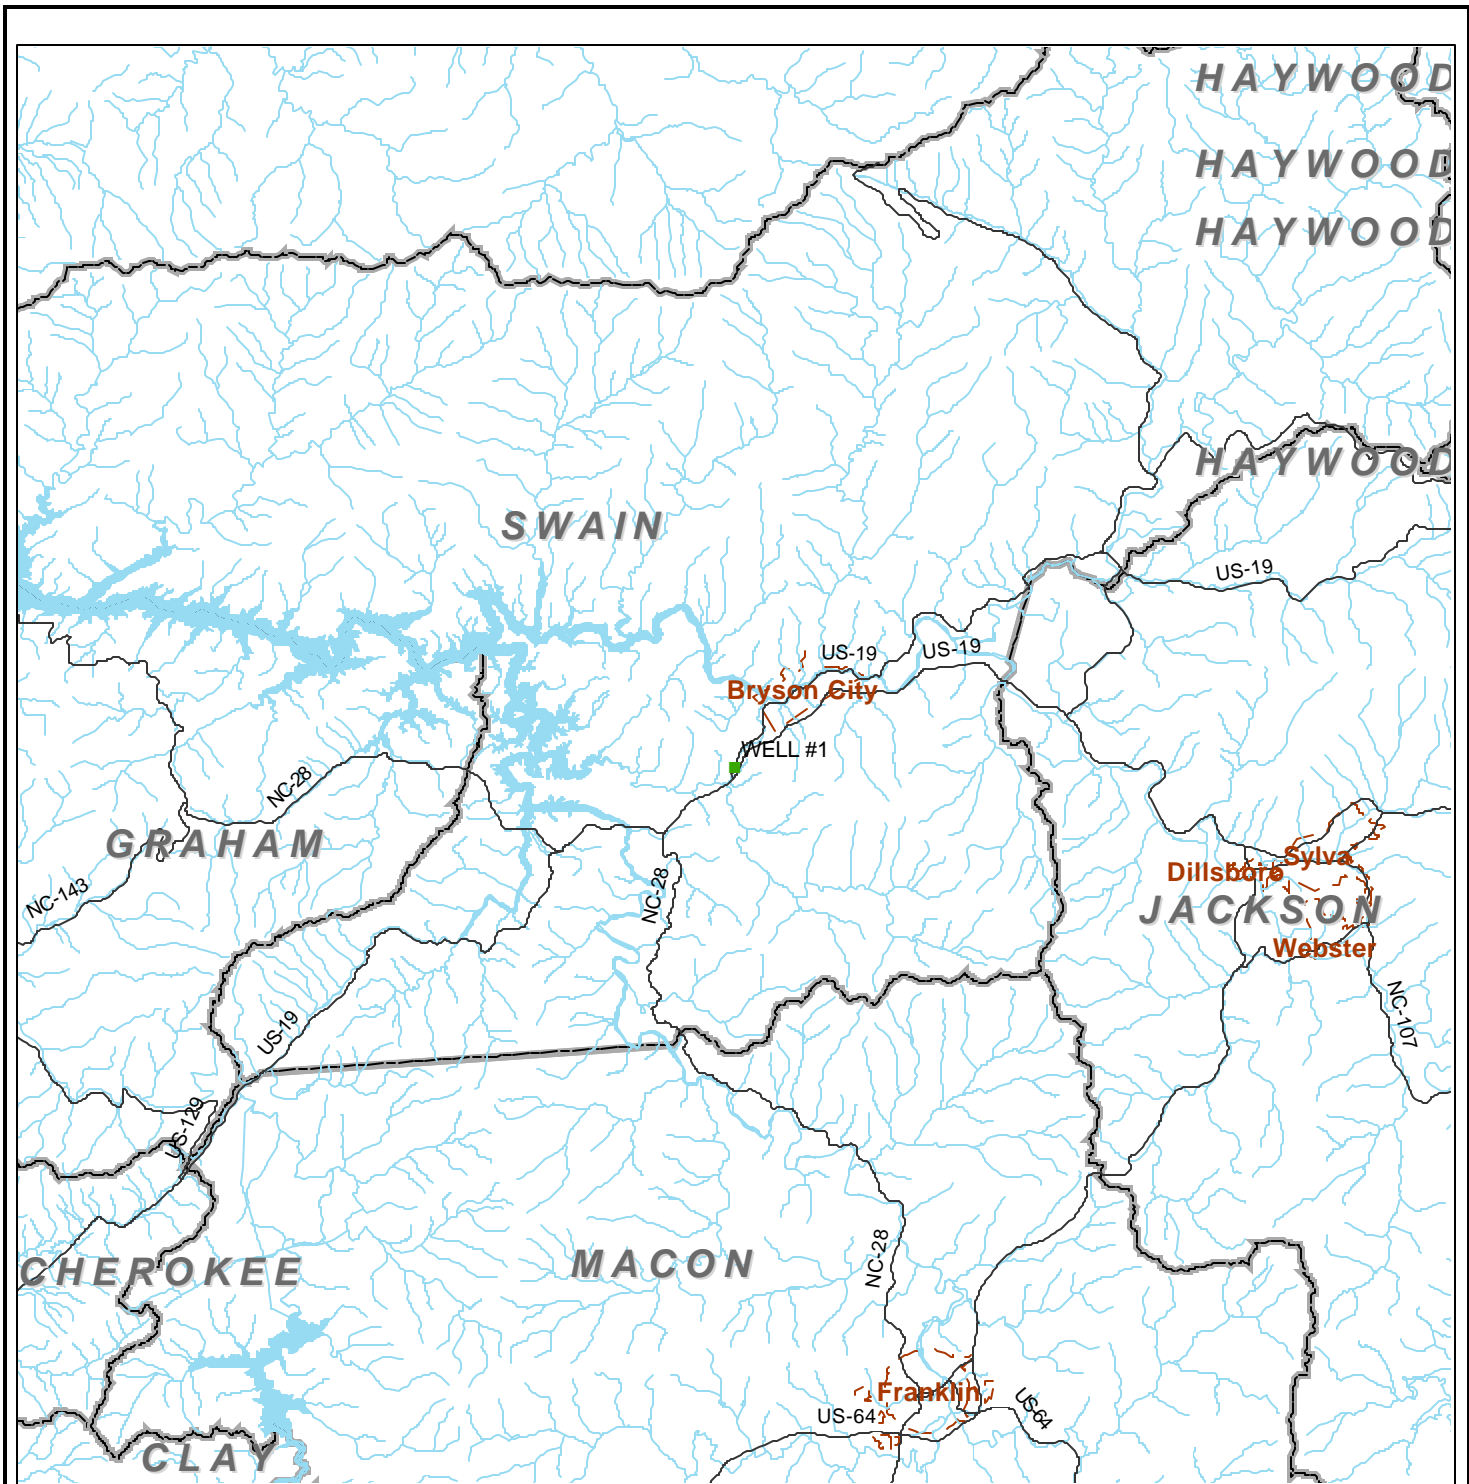 HAYWOOD
HAYWOOD
HAYWOOD
HAYWOOD
SWAIN
US-19
US-19
US-19
Bryson City
WELL #1
NC-28
GRAHAM
NC-143
NC-28
Sylva
Dillsboro
JACKSON
Webster
NC-107
US-19
US-129
CHEROKEE
MACON
NC-28
Franklin
US-64
US-64
CLAY